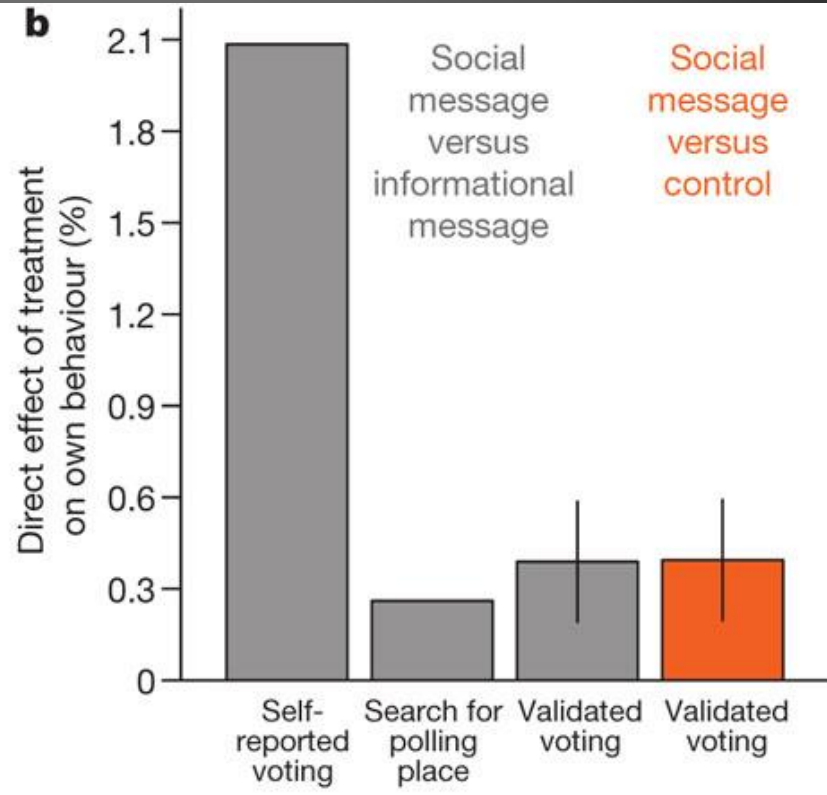 b
Direct effect of treatment
on own behaviour (%)
2.1
1.8
1.5
1.2
0.9
0.6
0.3
0
Social
message
versus
informational
message
Social
message
versus
control
Self-
reported
voting
Search for
polling
place
Validated
voting
Validated
voting